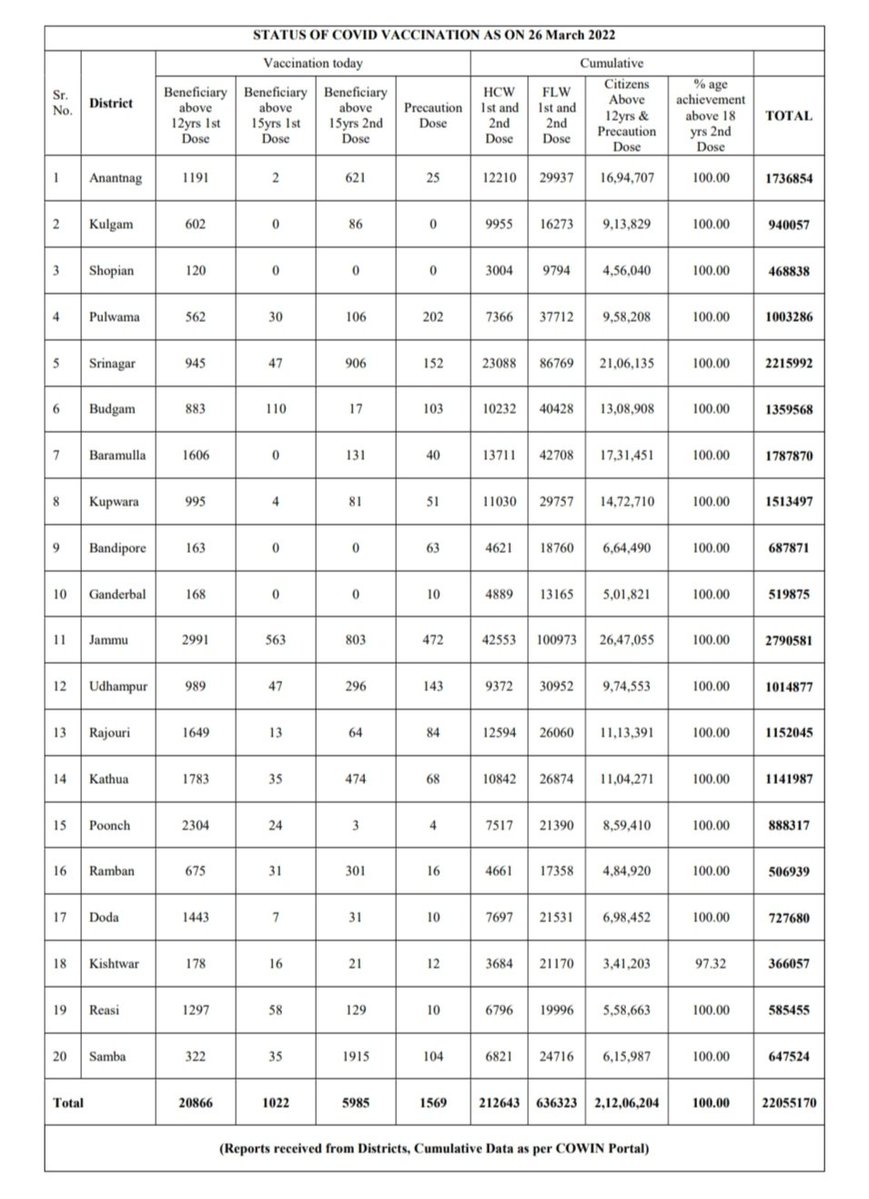 STATUS OF COVID VACCINATION AS ON 26 March 2022
Sr. No. District Vaccination today Cumulative
Beneficiary above 12yrs 1st Dose Beneficiary above 15yrs 1st Dose Beneficiary above 15yrs 2nd Dose Precaution Dose HCW 1st and 2nd Dose FLW 1st and 2nd Dose Citizens Above 12yrs & Precaution Dose % age achievement above 18 yrs 2nd Dose TOTAL
1 Anantnag 1191 2 621 25 12210 29937 16,94,707 100.00 1736854
2 Kulgam 602 0 86 0 9955 16273 9,13,829 100.00 940057
3 Shopian 120 0 0 0 3004 9794 4,56,040 100.00 468838
4 Pulwama 562 30 106 202 7366 37712 9,58,208 100.00 1003286
5 Srinagar 945 47 906 152 23088 86769 21,06,135 100.00 2215992
6 Budgam 883 110 17 103 10232 40428 13,08,908 100.00 1359568
7 Baramulla 1606 0 131 40 13711 42708 17,31,451 100.00 1787870
8 Kupwara 995 4 81 51 11030 29757 14,72,710 100.00 1513497
9 Bandipore 163 0 0 63 4621 18760 6,64,490 100.00 687871
10 Ganderbal 168 0 0 10 4889 13165 5,01,821 100.00 519875
11 Jammu 2991 563 803 472 42553 100973 26,47,055 100.00 2790581
12 Udhampur 989 47 296 143 9372 30952 9,74,553 100.00 1014877
13 Rajouri 1649 13 64 84 12594 26060 11,13,391 100.00 1152045
14 Kathua 1783 35 474 68 10842 26874 11,04,271 100.00 1141987
15 Poonch 2304 24 3 4 7517 21390 8,59,410 100.00 888317
16 Ramban 675 31 301 16 4661 17358 4,84,920 100.00 506939
17 Doda 1443 7 31 10 7697 21531 6,98,452 100.00 727680
18 Kishtwar 178 16 21 12 3684 21170 3,41,203 97.32 366057
19 Reasi 1297 58 129 10 6796 19996 5,58,663 100.00 585455
20 Samba 322 35 1915 104 6821 24716 6,15,987 100.00 647524
Total 20866 1022 5985 1569 212643 636323 2,12,06,204 100.00 22055170
(Reports received from Districts, Cumulative Data as per COWIN Portal)